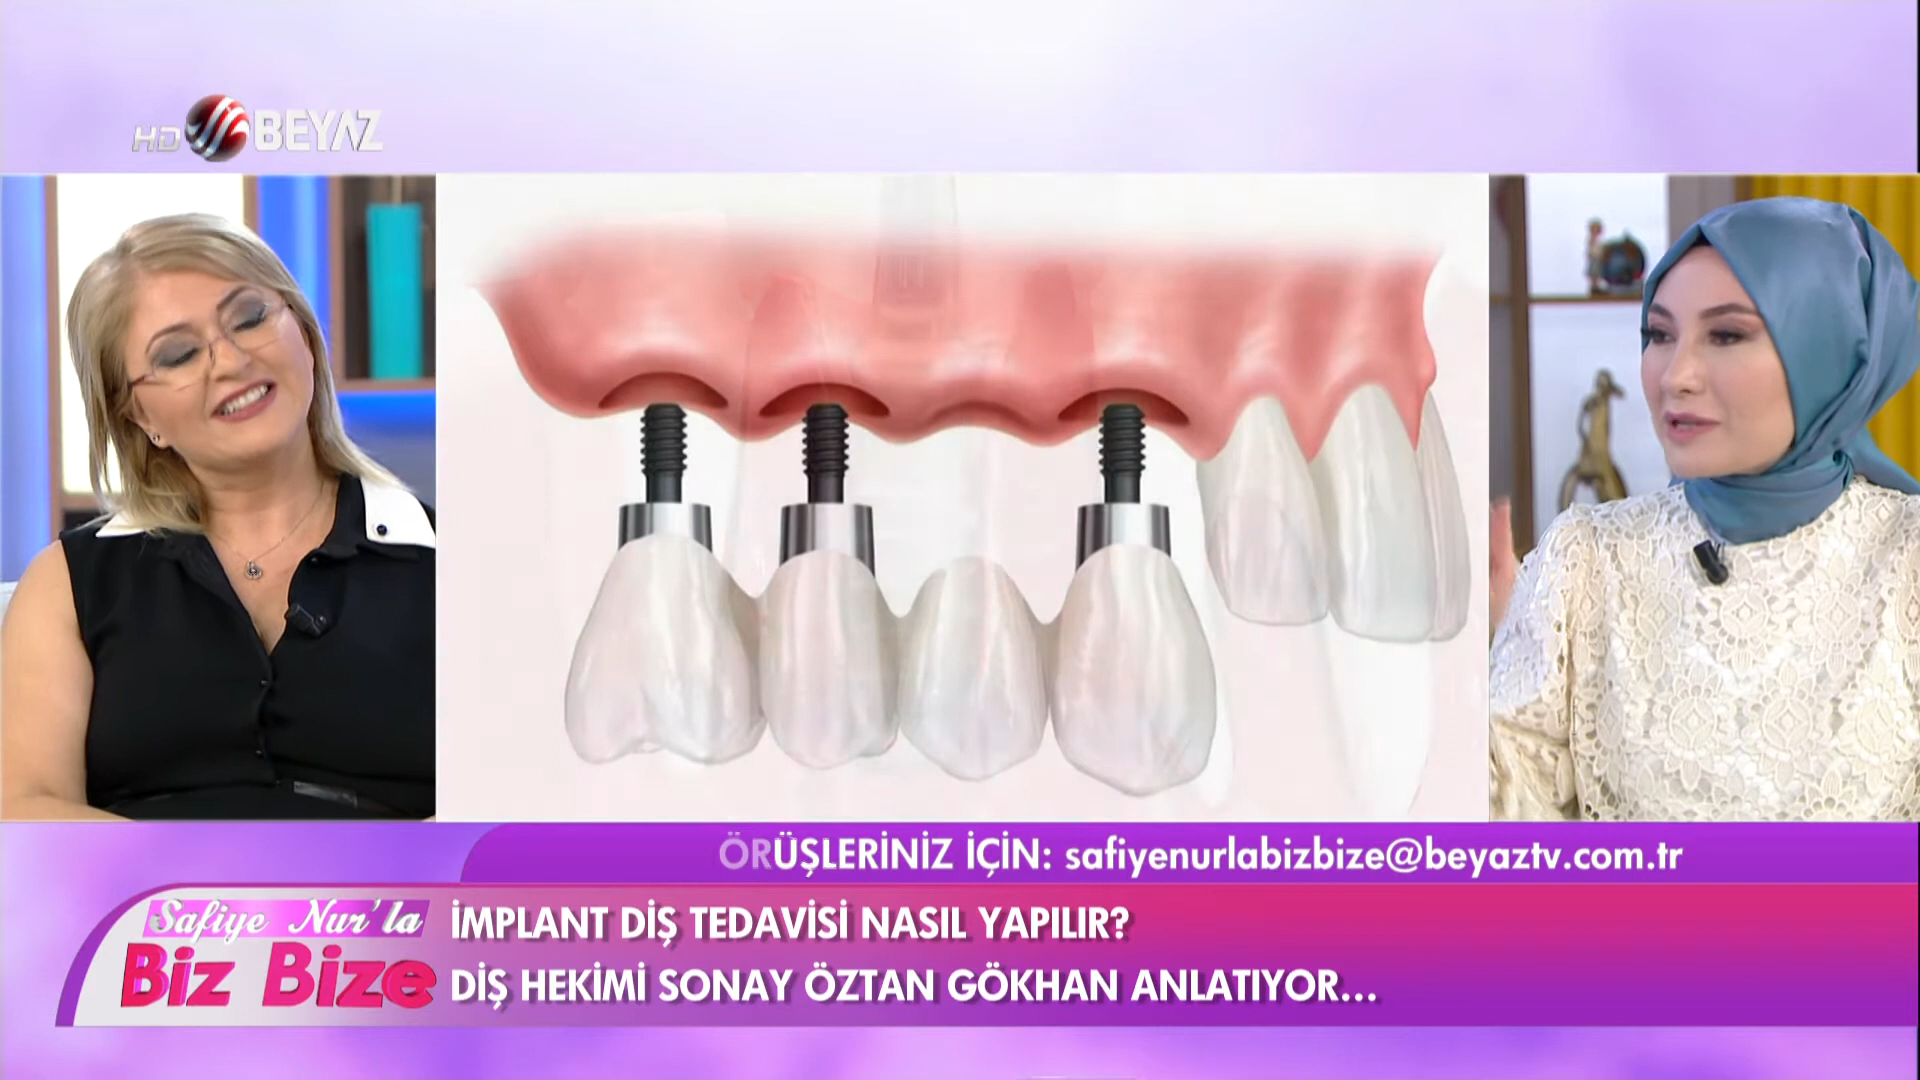 HD BEYAZ
ÖRÜŞLERİNİZ İÇİN: safiyenurlabizbize@beyaztv.com.tr
Safiye Nur'la
Biz Bize
İMPLANT DİŞ TEDAVİSİ NASIL YAPILIR?
DİŞ HEKİMİ SONAY ÖZTAN GÖKHAN ANLATIYOR...